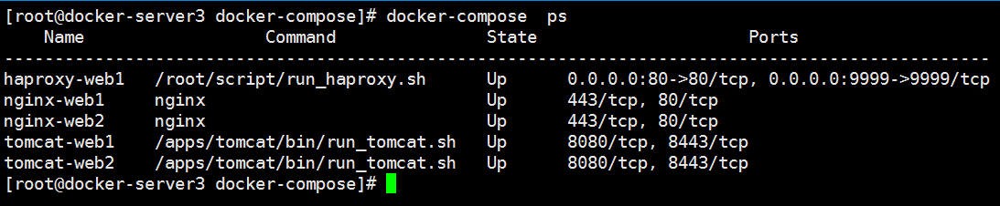 [root@docker-server3 docker-compose]# docker-compose  ps
    Name                  Command               State                     Ports
--------------------------------------------------------------------------------------------------
haproxy-web1   /root/script/run_haproxy.sh      Up      0.0.0.0:80->80/tcp, 0.0.0.0:9999->9999/tcp
nginx-web1     nginx                            Up      443/tcp, 80/tcp
nginx-web2     nginx                            Up      443/tcp, 80/tcp
tomcat-web1    /apps/tomcat/bin/run_tomcat.sh   Up      8080/tcp, 8443/tcp
tomcat-web2    /apps/tomcat/bin/run_tomcat.sh   Up      8080/tcp, 8443/tcp
[root@docker-server3 docker-compose]#